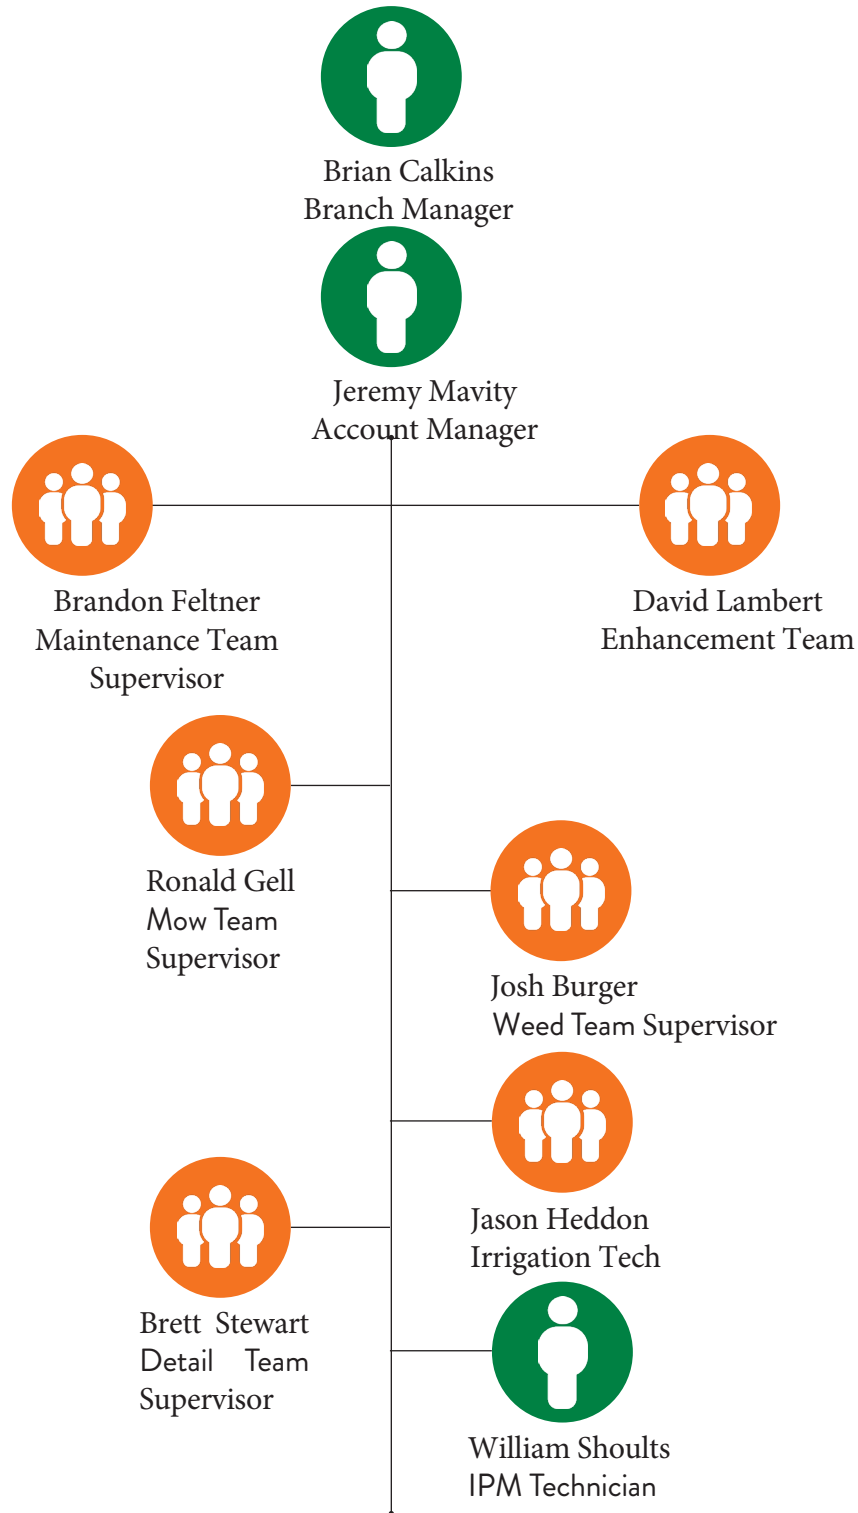 Brian Calkins
Branch Manager
Jeremy Mavity
Account Manager
Brandon Feltner
Maintenance Team
Supervisor
David Lambert
Enhancement Team
Ronald Gell
Mow Team
Supervisor
Josh Burger
Weed Team Supervisor
Jason Heddon
Irrigation Tech
Brett Stewart
Detail Team
Supervisor
William Shoults
IPM Technician